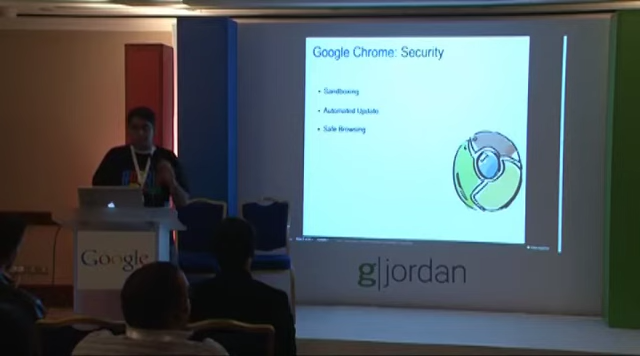 Google Chrome: Security
• Sandboxing
• Automated Update
• Safe Browsing
Google
g|jordan